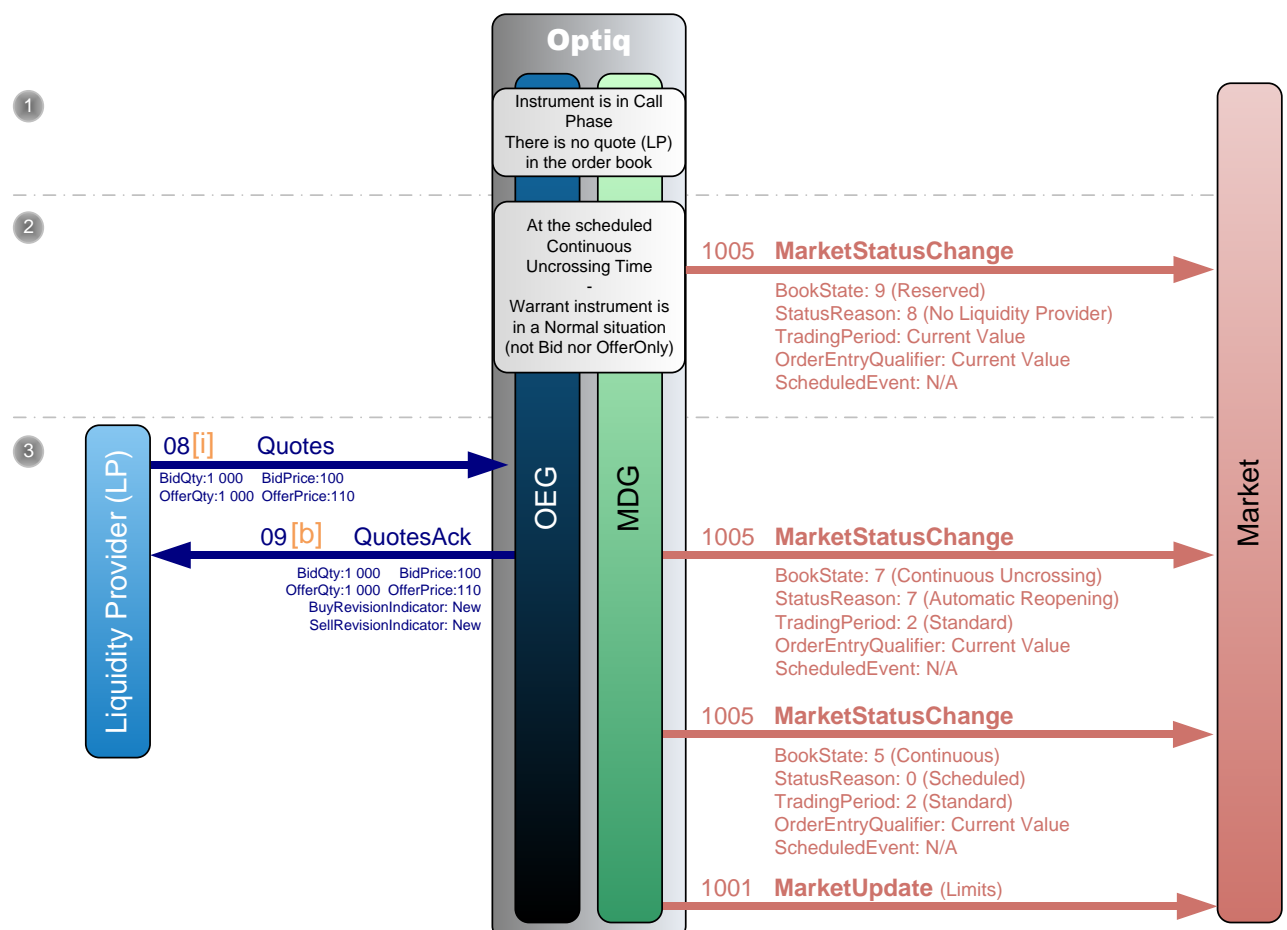 Optiq
1
Instrument is in Call
Phase
There is no quote (LP)
in the order book
2
At the scheduled
Continuous
Uncrossing Time
-
Warrant instrument is
in a Normal situation
(not Bid nor OfferOnly)
1005 MarketStatusChange
BookState: 9 (Reserved)
StatusReason: 8 (No Liquidity Provider)
TradingPeriod: Current Value
OrderEntryQualifier: Current Value
ScheduledEvent: N/A
3
Liquidity Provider (LP)
08[i] Quotes
BidQty:1 000 BidPrice:100
OfferQty:1 000 OfferPrice:110
09[b] QuotesAck
BidQty:1 000 BidPrice:100
OfferQty:1 000 OfferPrice:110
BuyRevisionIndicator: New
SellRevisionIndicator: New
OEG
MDG
1005 MarketStatusChange
BookState: 7 (Continuous Uncrossing)
StatusReason: 7 (Automatic Reopening)
TradingPeriod: 2 (Standard)
OrderEntryQualifier: Current Value
ScheduledEvent: N/A
1005 MarketStatusChange
BookState: 5 (Continuous)
StatusReason: 0 (Scheduled)
TradingPeriod: 2 (Standard)
OrderEntryQualifier: Current Value
ScheduledEvent: N/A
1001 MarketUpdate (Limits)
Market